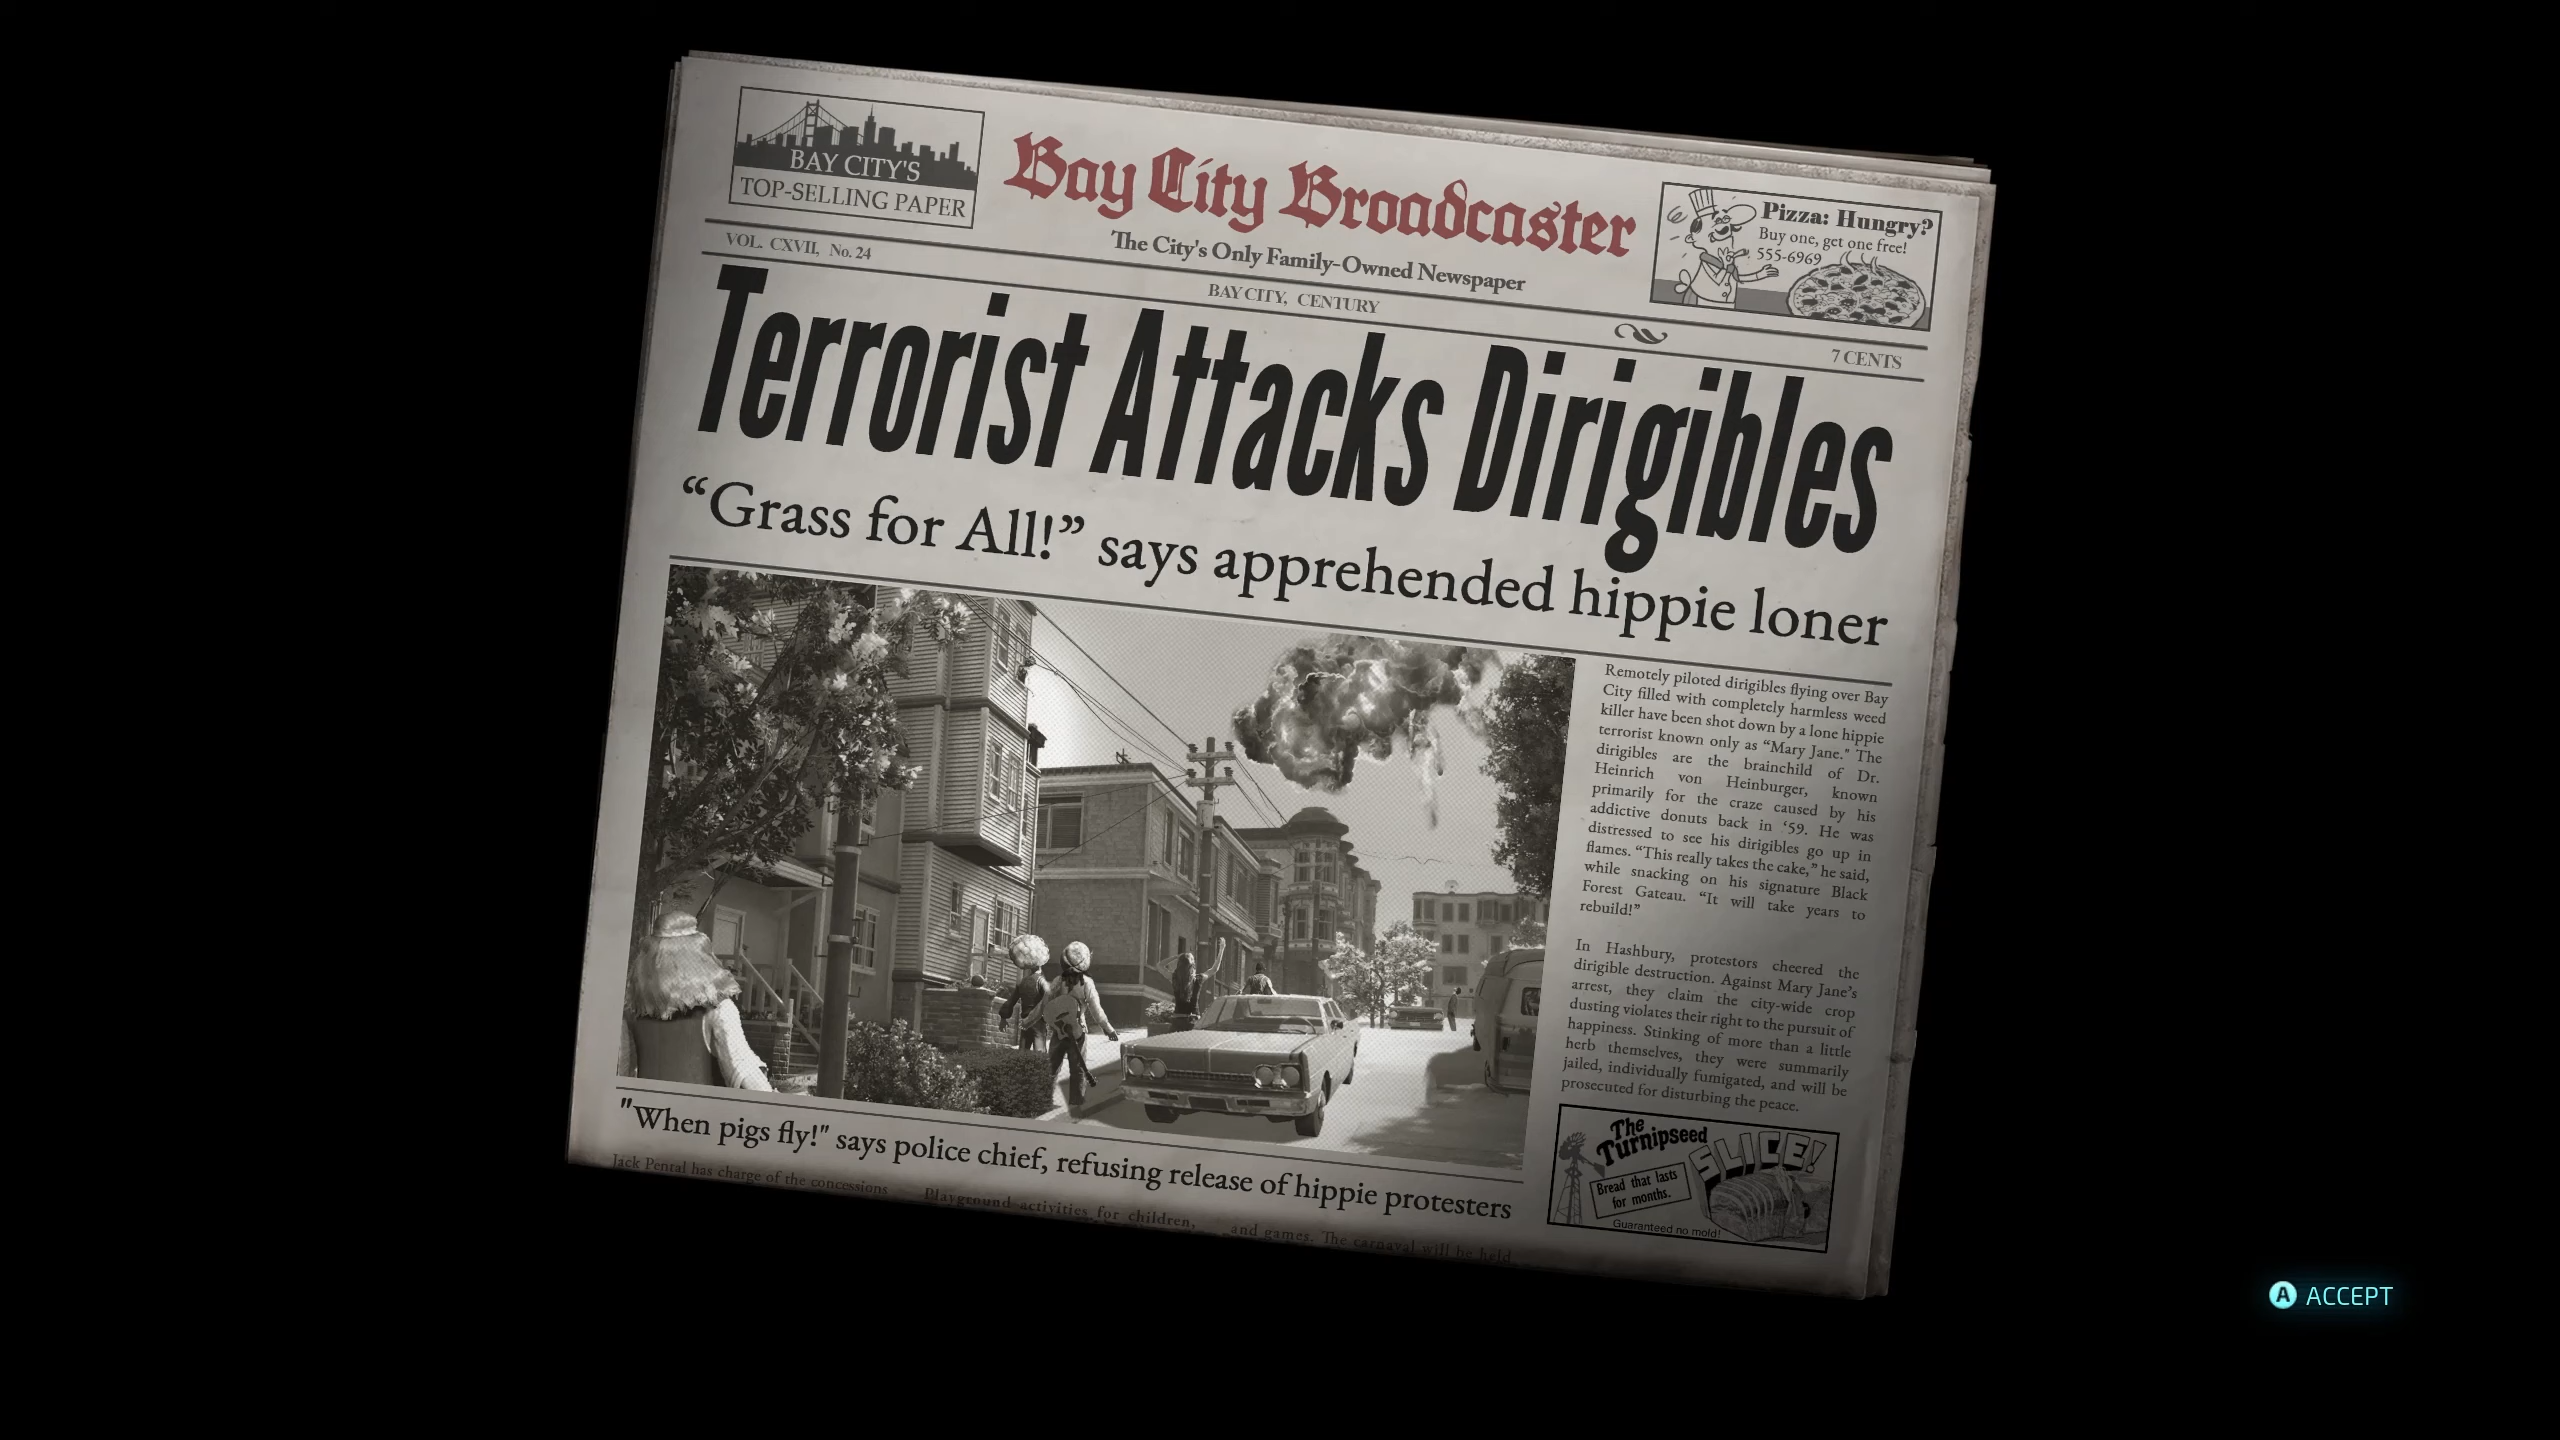 BAY CITY'S
TOP-SELLING PAPER
Bay City Broadcaster
The City's Only Family-Owned Newspaper
Pizza: Hungry?
Buy one, get one free!
555-6969
VOL. CXVII, No. 24
BAY CITY, CENTURY
7 CENTS
Terrorist Attacks Dirigibles
“Grass for All!” says apprehended hippie loner
Remotely piloted dirigibles flying over Bay
City filled with completely harmless weed
killer have been shot down by a lone hippie
terrorist known only as “Mary Jane.” The
dirigibles are the brainchild of Dr.
Heinrich von Heinburger, known
primarily for the craze caused by his
addictive donuts back in ‘59. He was
distressed to see his dirigibles go up in
flames. “This really takes the cake,” he said,
while snacking on his signature Black
Forest Gateau. “It will take years to
rebuild!”
In Hashbury, protestors cheered the
dirigible destruction. Against Mary Jane’s
arrest, they claim the city-wide crop
dusting violates their right to the pursuit of
happiness. Stinking of more than a little
herb themselves, they were summarily
jailed, individually fumigated, and will be
prosecuted for disturbing the peace.
"When pigs fly!" says police chief, refusing release of hippie protesters
Jack Pental has charge of the concessions
Playground activities for children,
and games. The carnaval will be held
The
Turnipseed
SLICE!
Bread that lasts
for months.
Guaranteed no mold!
A ACCEPT